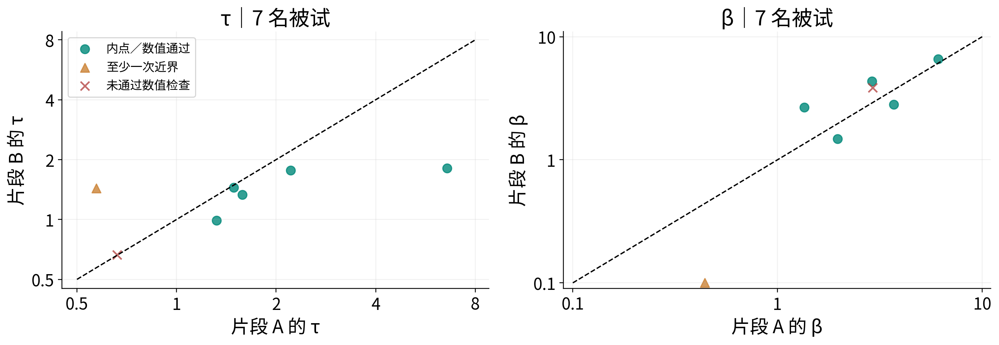 τ｜7 名被试
8
4
2
1
0.5
内点／数值通过
至少一次近界
未通过数值检查
片段 B 的 τ
0.5
1
2
4
8
片段 A 的 τ
β｜7 名被试
10
1
0.1
片段 B 的 β
0.1
1
10
片段 A 的 β